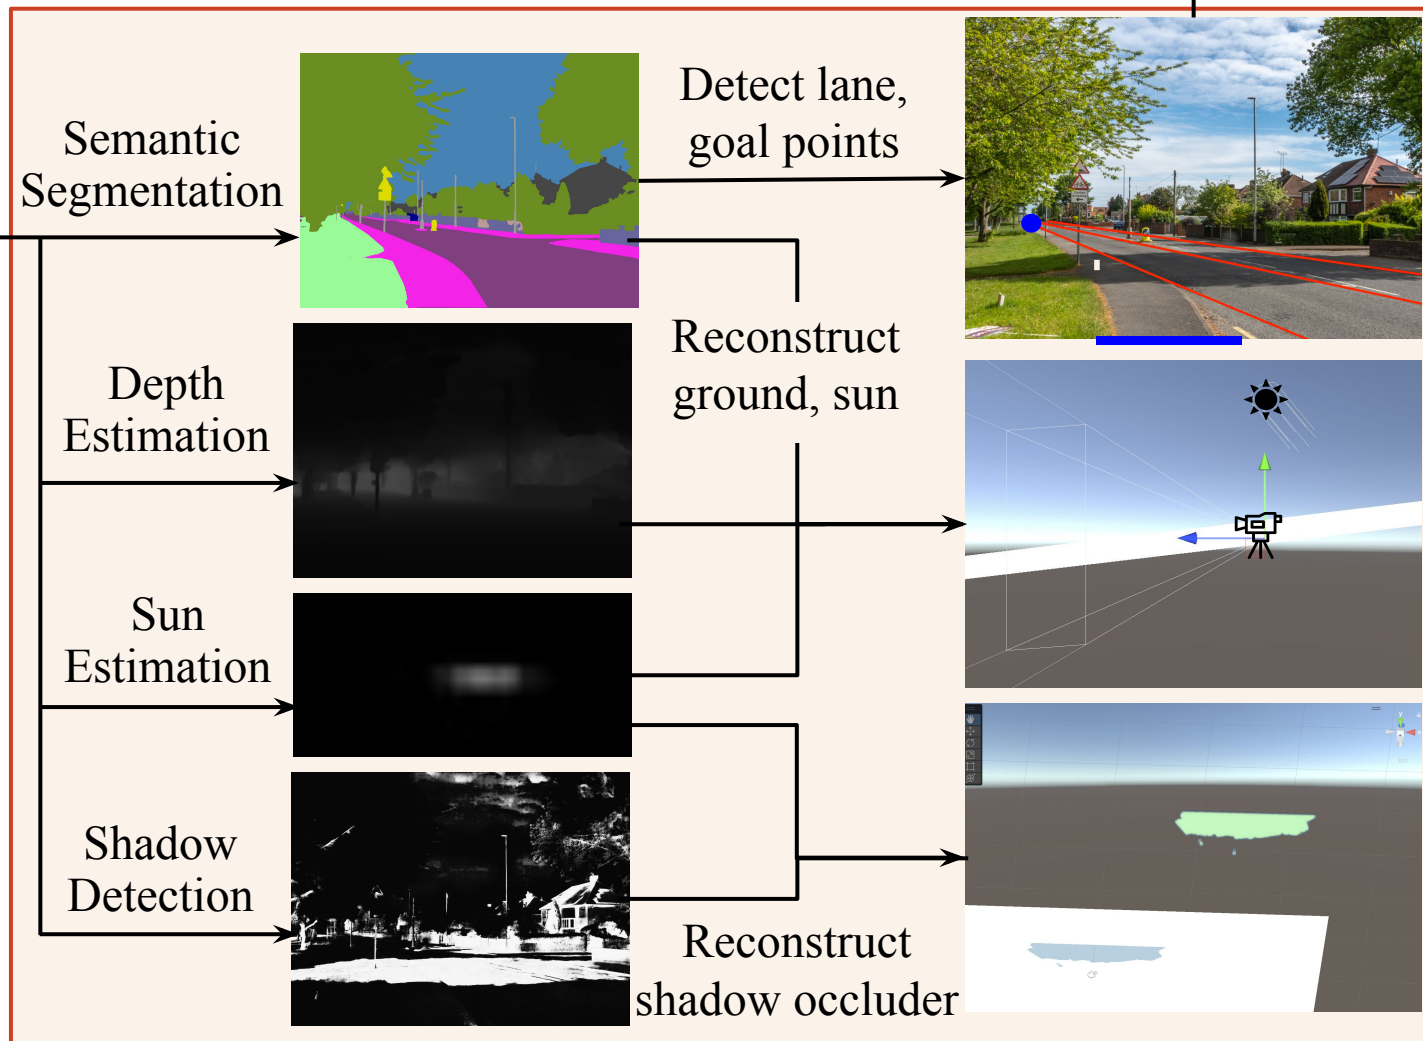 Semantic
Segmentation
Detect lane,
goal points
Depth
Estimation
Reconstruct
ground, sun
Sun
Estimation
Shadow
Detection
Reconstruct
shadow occluder